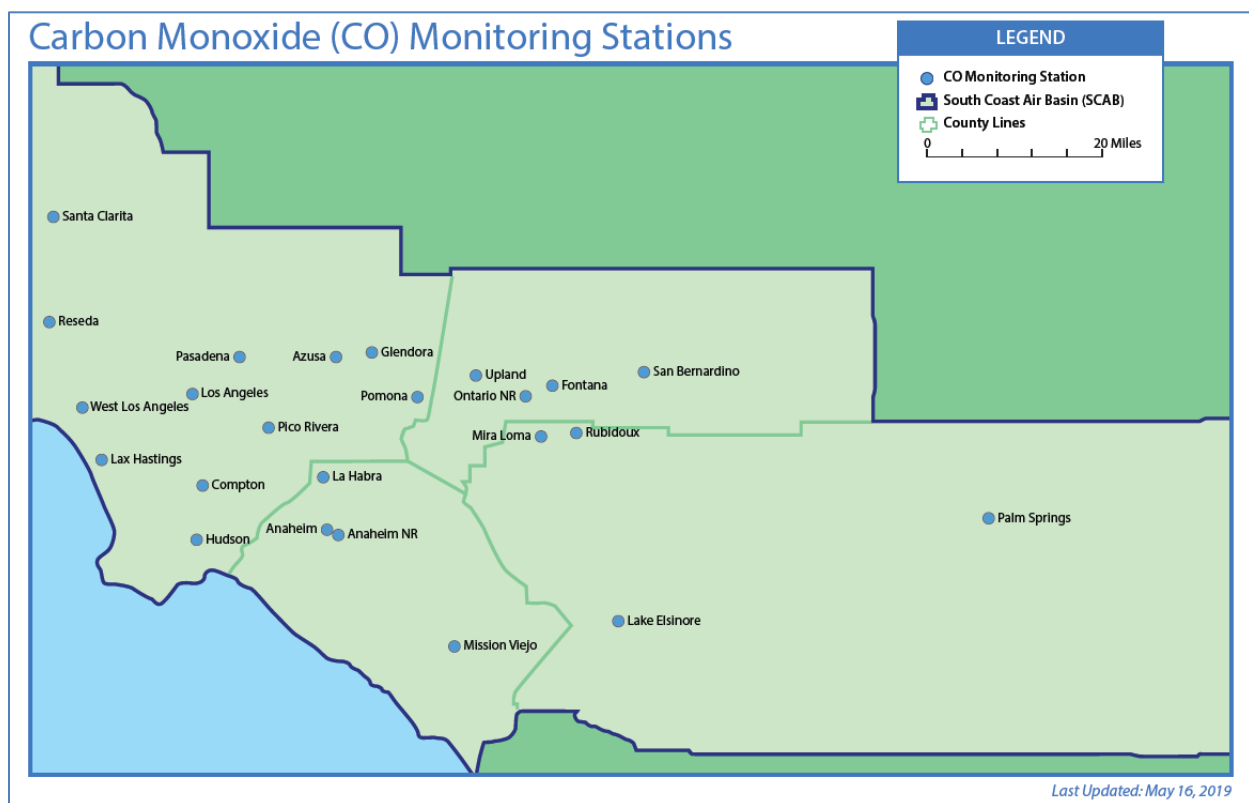 Carbon Monoxide (CO) Monitoring Stations
LEGEND
CO Monitoring Station
South Coast Air Basin (SCAB)
County Lines
0 20 Miles
Santa Clarita
Reseda
Pasadena
Azusa
Glendora
West Los Angeles
Los Angeles
Pomona
Upland
Ontario NR
Fontana
San Bernardino
Pico Rivera
Mira Loma
Rubidoux
Lax Hastings
Compton
La Habra
Hudson
Anaheim
Anaheim NR
Palm Springs
Mission Viejo
Lake Elsinore
Last Updated: May 16, 2019